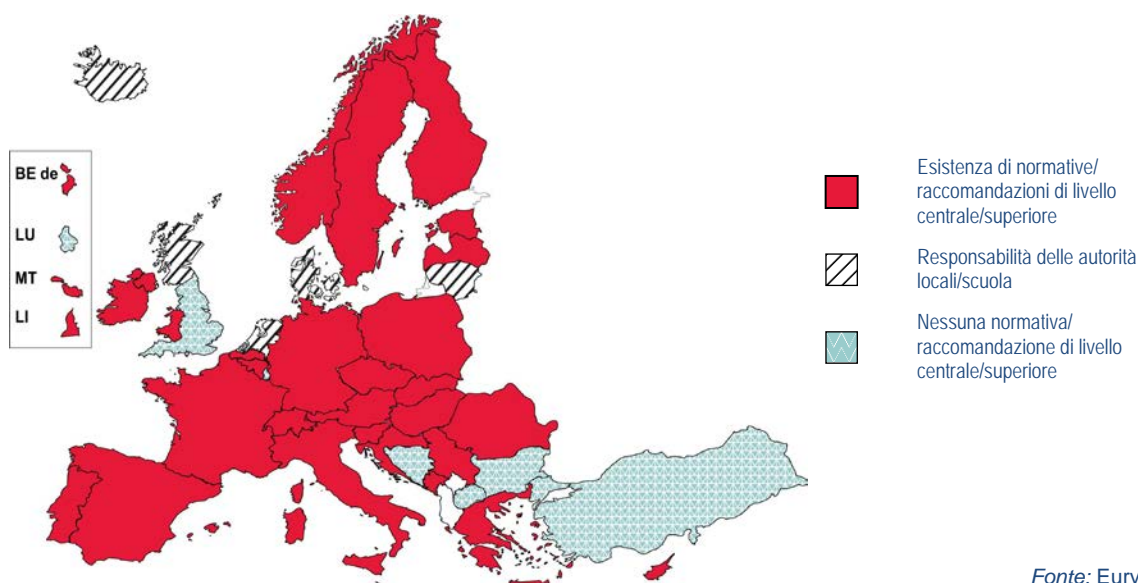 BE de
LU
MT
LI
Esistenza di normative/
raccomandazioni di livello
centrale/superiore
Responsabilità delle autorità
locali/scuola
Nessuna normativa/
raccomandazione di livello
centrale/superiore
Fonte: Eury